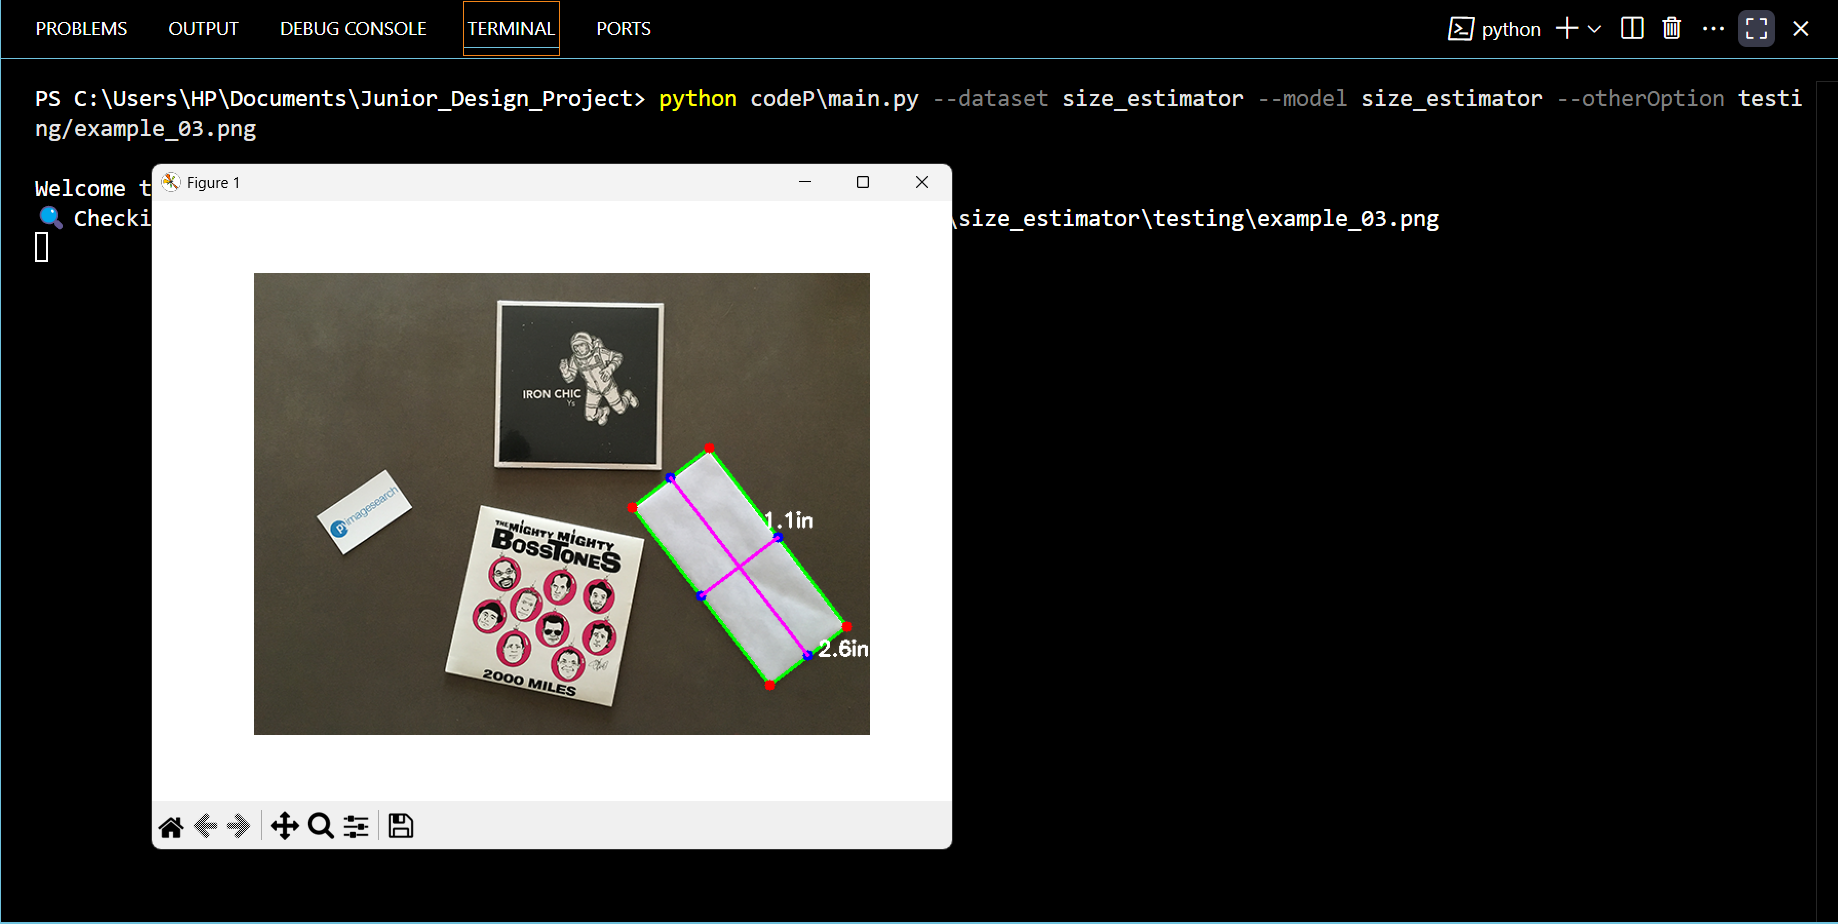 PROBLEMS OUTPUT DEBUG CONSOLE TERMINAL PORTS python
PS C:\Users\HP\Documents\Junior_Design_Project> python codeP\main.py --dataset size_estimator --model size_estimator --otherOption testi
ng/example_03.png
Welcome t
Checki
\size_estimator\testing\example_03.png
Figure 1
IRON CHIC
Ys
pyimagesearch
THE MIGHTY MIGHTY
BOSSTONES
2000 MILES
1.1in
2.6in